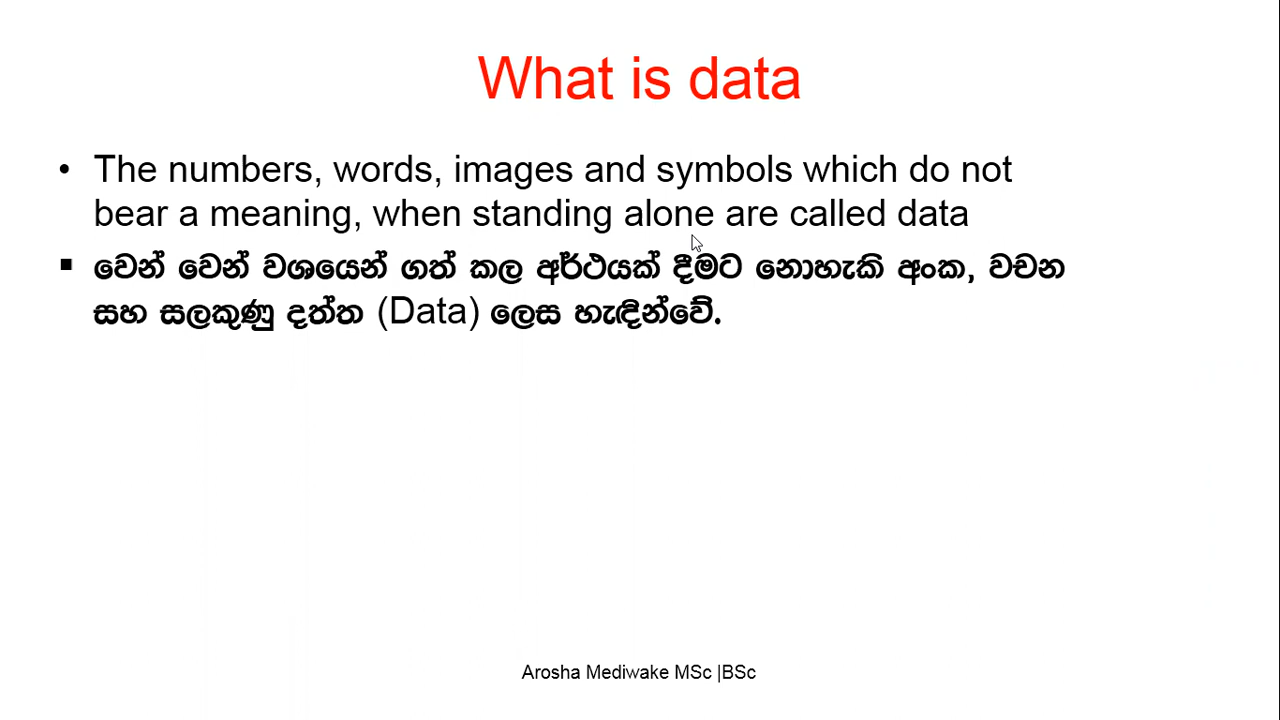 What is data
• The numbers, words, images and symbols which do not
bear a meaning, when standing alone are called data
▪ වෙන් වෙන් වශයෙන් ගත් කල අර්ථයක් දීමට නොහැකි අංක, වචන
සහ සලකුණු දත්ත (Data) ලෙස හැඳින්වේ.
Arosha Mediwake MSc |BSc